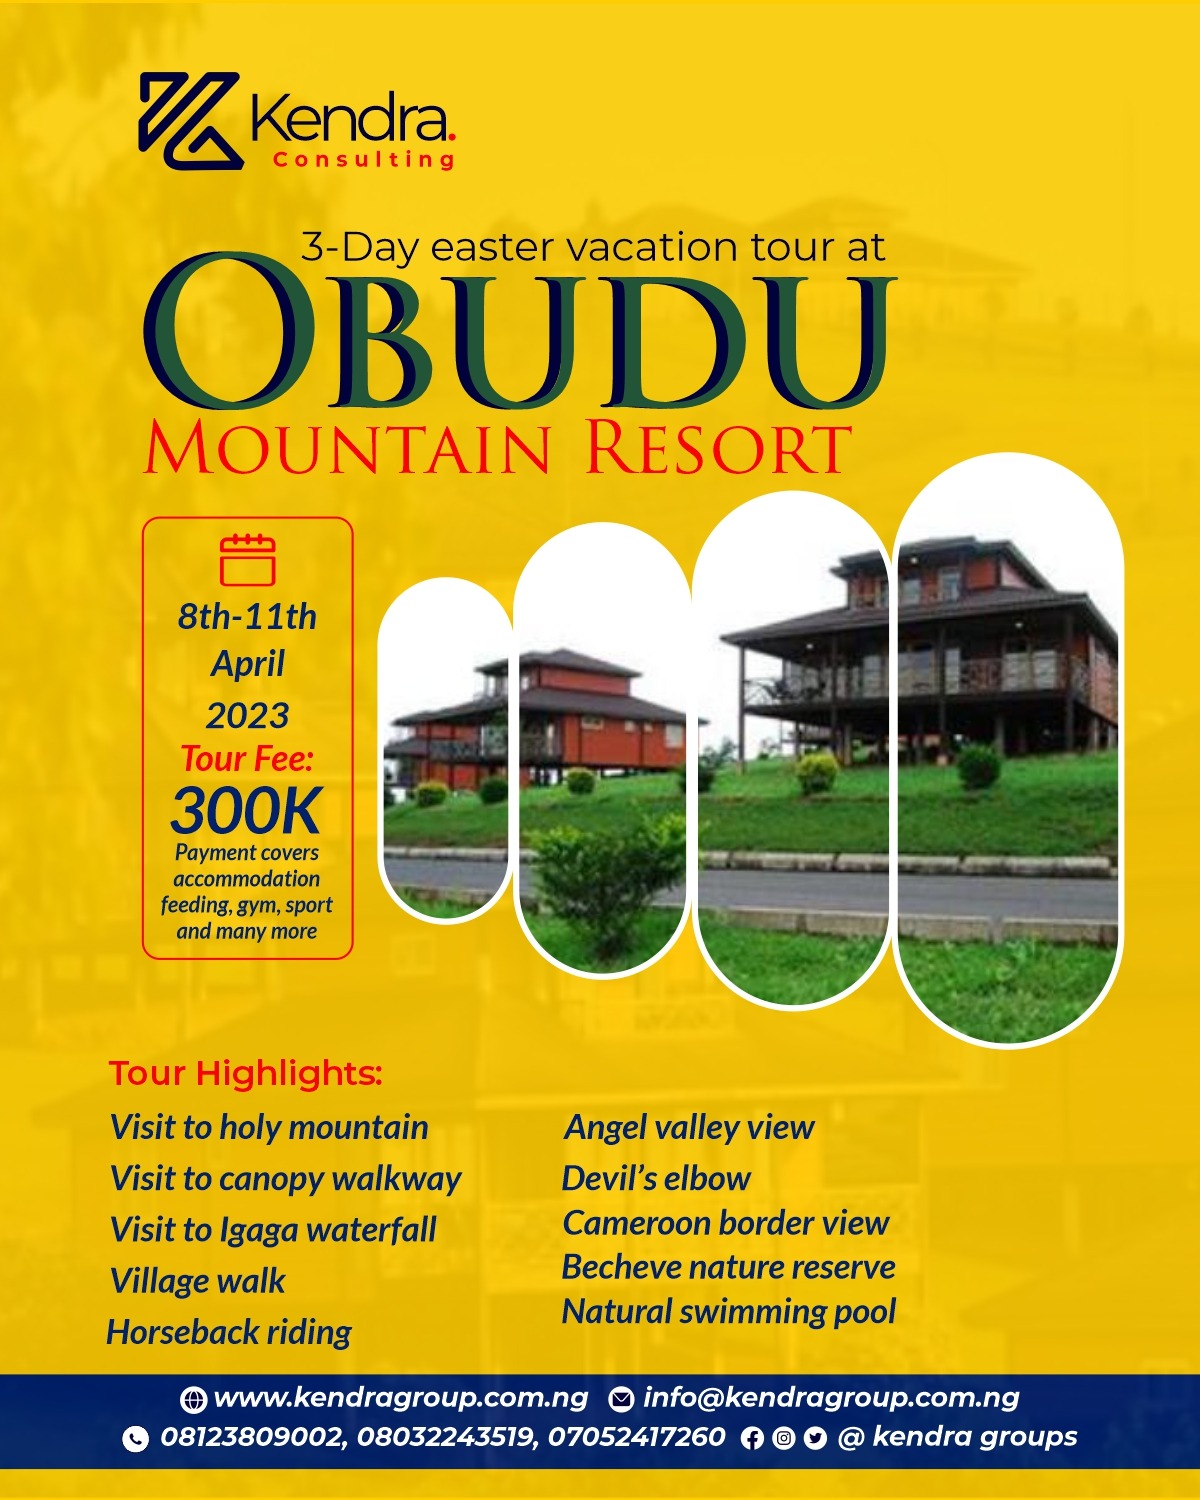 Kendra.
Consulting
3-Day easter vacation tour at
OBUDU
MOUNTAIN RESORT
8th-11th
April
2023
Tour Fee:
300K
Payment covers
accommodation
feeding, gym, sport
and many more
Tour Highlights:
Visit to holy mountain
Visit to canopy walkway
Visit to Igaga waterfall
Village walk
Horseback riding
Angel valley view
Devil's elbow
Cameroon border view
Becheve nature reserve
Natural swimming pool
www.kendragroup.com.ng info@kendragroup.com.ng
08123809002, 08032243519, 07052417260 @ kendra groups